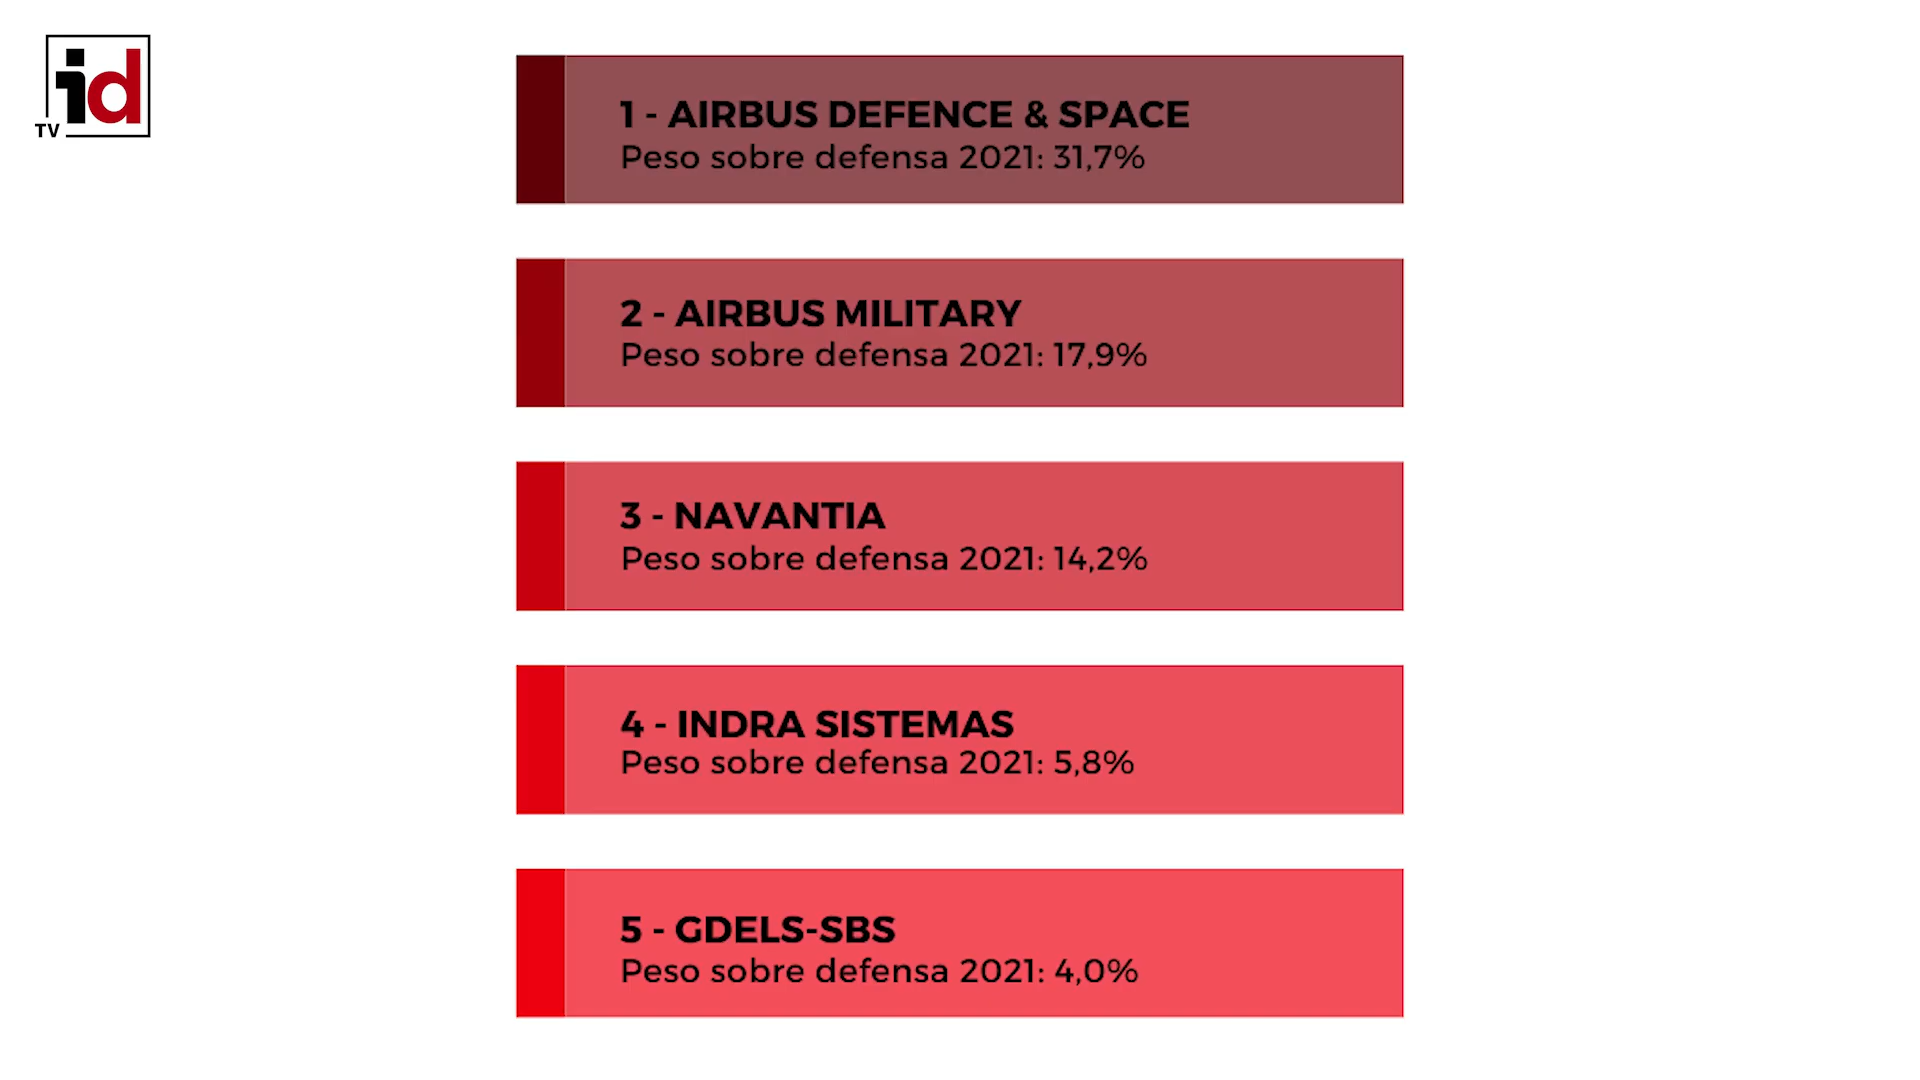 id
TV
1 - AIRBUS DEFENCE & SPACE
Peso sobre defensa 2021: 31,7%
2 - AIRBUS MILITARY
Peso sobre defensa 2021: 17,9%
3 - NAVANTIA
Peso sobre defensa 2021: 14,2%
4 - INDRA SISTEMAS
Peso sobre defensa 2021: 5,8%
5 - GDELS-SBS
Peso sobre defensa 2021: 4,0%